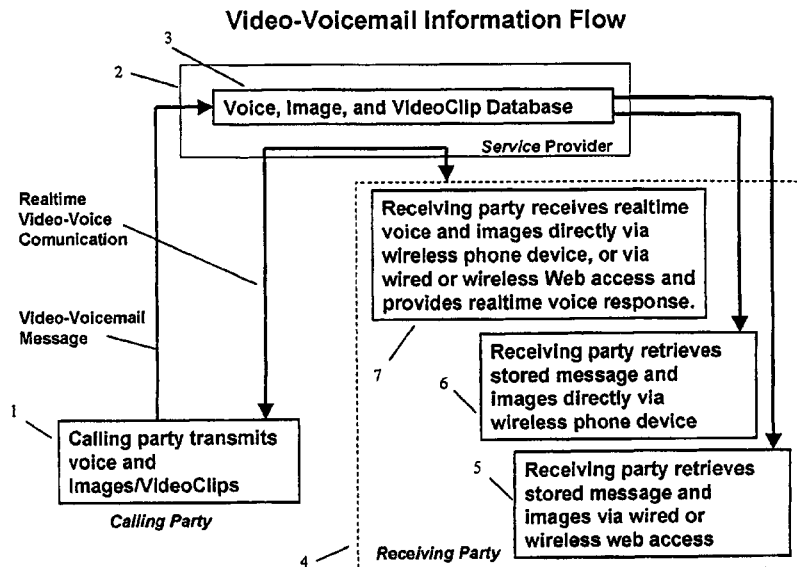 Video-Voicemail Information Flow
3
2
Voice, Image, and VideoClip Database
Service Provider
Realtime
Video-Voice
Comunication
Receiving party receives realtime
voice and images directly via
wireless phone device, or via
wired or wireless Web access and
provides realtime voice response.
Video-Voicemail
Message
7
6
Receiving party retrieves
stored message and
images directly via
wireless phone device
1
Calling party transmits
voice and
Images/VideoClips
Calling Party
5
Receiving party retrieves
stored message and
images via wired or
wireless web access
4
Receiving Party